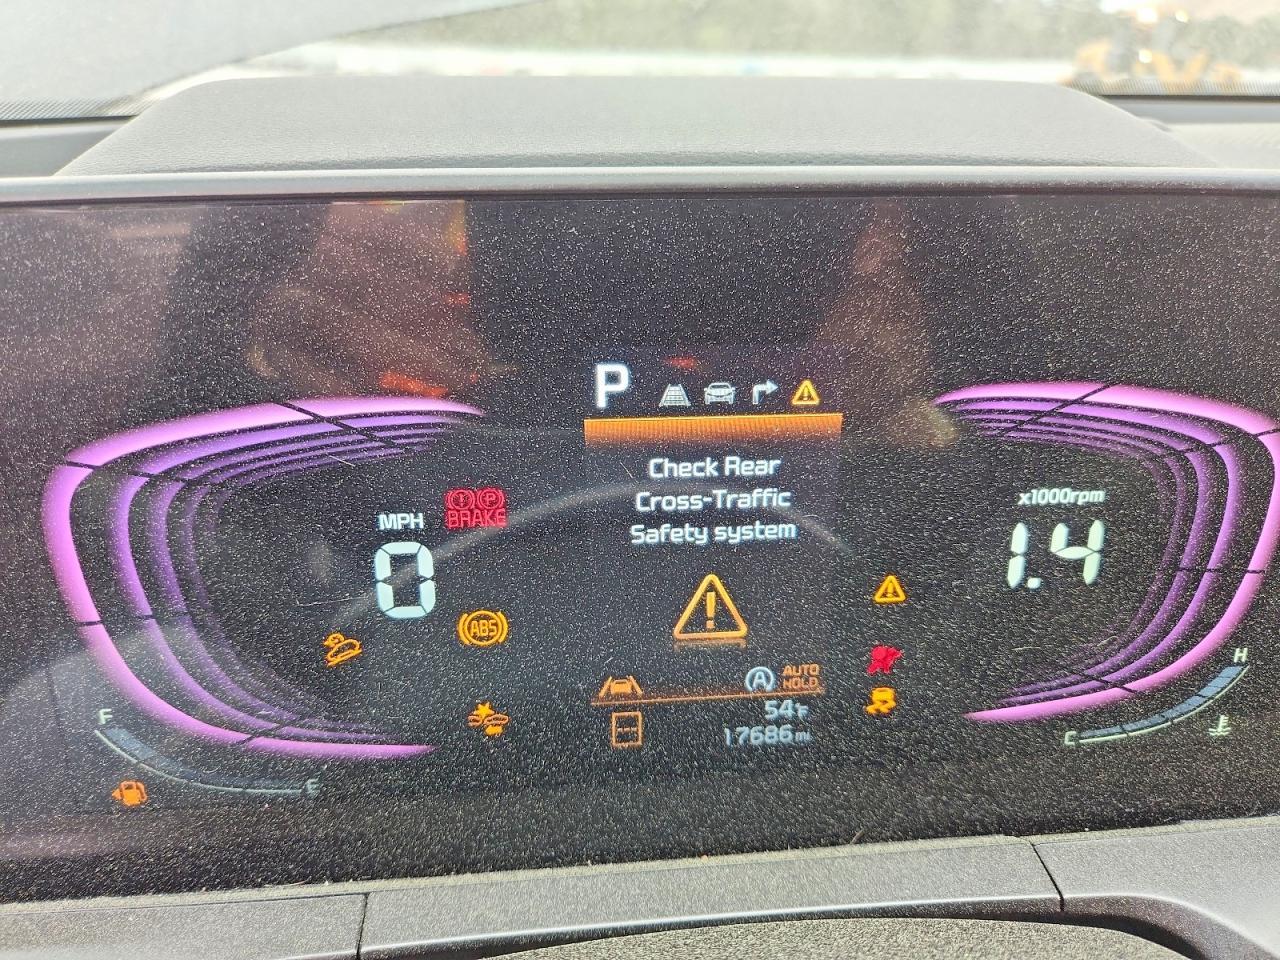 P
Check Rear
Cross-Traffic
Safety system
MPH
0
P
BRAKE
ABS
x1000rpm
1.4
A AUTO
HOLD
54°F
17686 mi
F
E
H
C